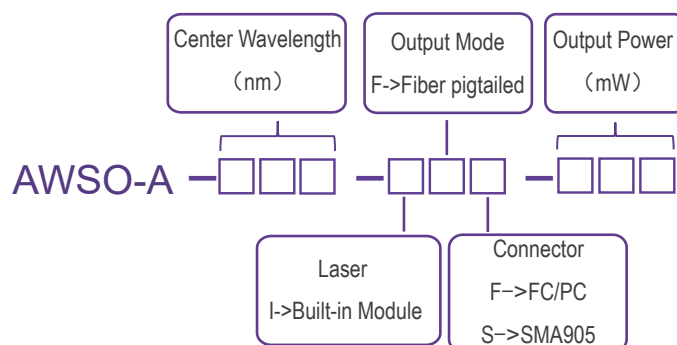 Center Wavelength
（nm）
Output Mode
F->Fiber pigtailed
Output Power
（mW）
AWSO-A
Laser
I->Built-in Module
Connector
F−>FC/PC
S−>SMA905